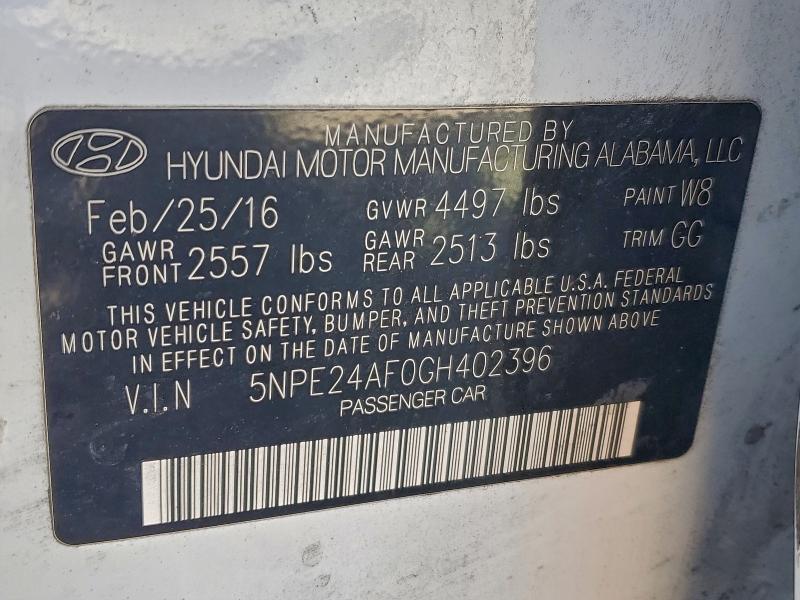 MANUFACTURED BY
HYUNDAI MOTOR MANUFACTURING ALABAMA, LLC
Feb/25/16 GVWR 4497 lbs PAINT W8
GAWR FRONT 2557 lbs GAWR REAR 2513 lbs TRIM GG
THIS VEHICLE CONFORMS TO ALL APPLICABLE U.S.A. FEDERAL
MOTOR VEHICLE SAFETY, BUMPER, AND THEFT PREVENTION STANDARDS
IN EFFECT ON THE DATE OF MANUFACTURE SHOWN ABOVE
V.I.N 5NPE24AF0GH402396
PASSENGER CAR